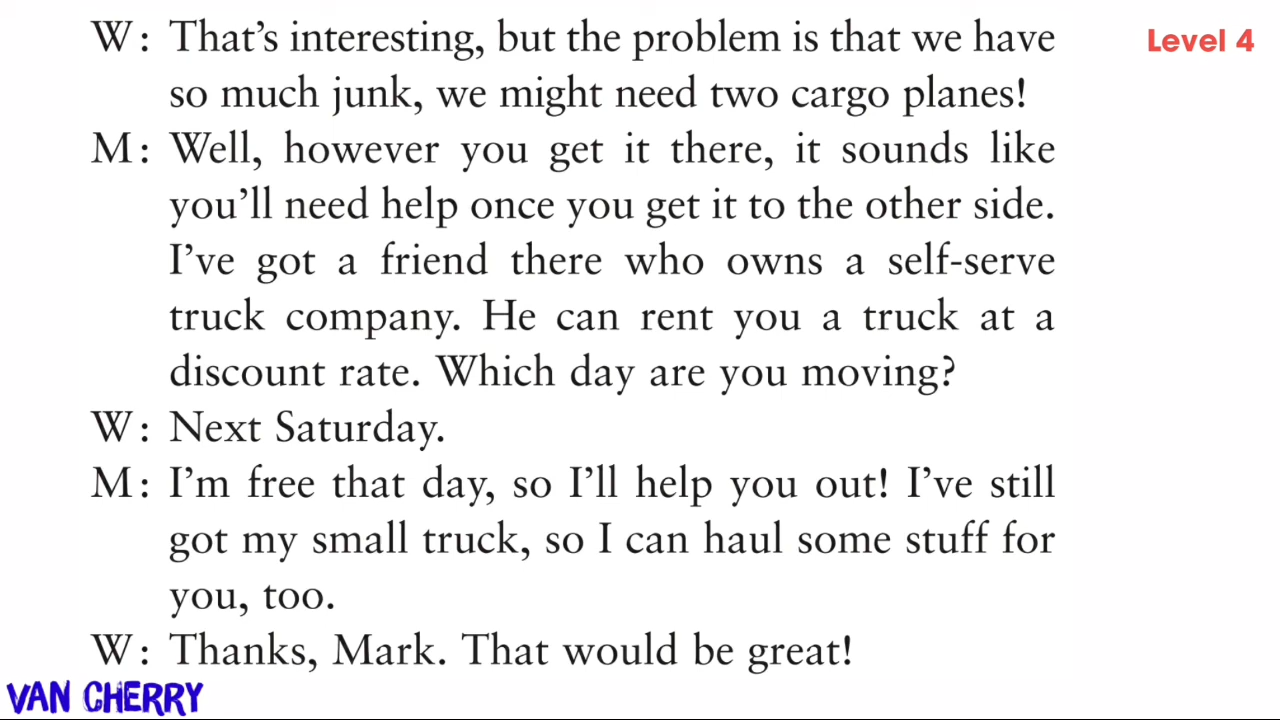 W: That's interesting, but the problem is that we have
Level 4
so much junk, we might need two cargo planes!
M: Well, however you get it there, it sounds like
you'll need help once you get it to the other side.
I've got a friend there who owns a self-serve
truck company. He can rent you a truck at a
discount rate. Which day are you moving?
W: Next Saturday.
M: I'm free that day, so I'll help you out! I've still
got my small truck, so I can haul some stuff for
you, too.
W: Thanks, Mark. That would be great!
VAN CHERRY